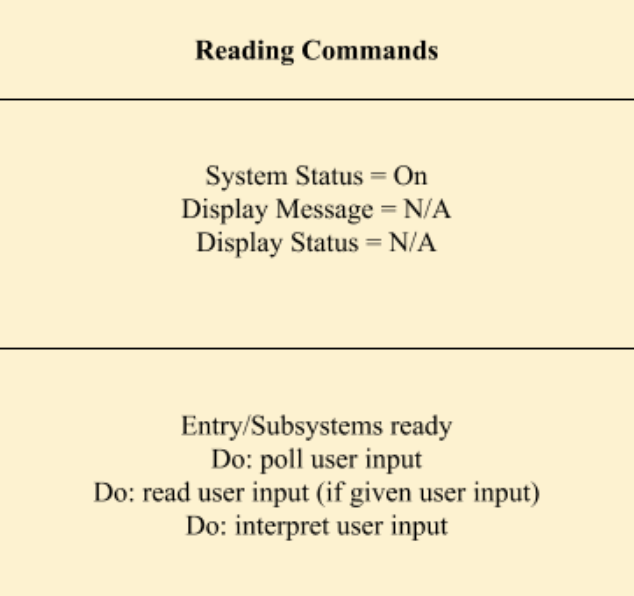 Reading Commands
System Status = On
Display Message = N/A
Display Status = N/A
Entry/Subsystems ready
Do: poll user input
Do: read user input (if given user input)
Do: interpret user input